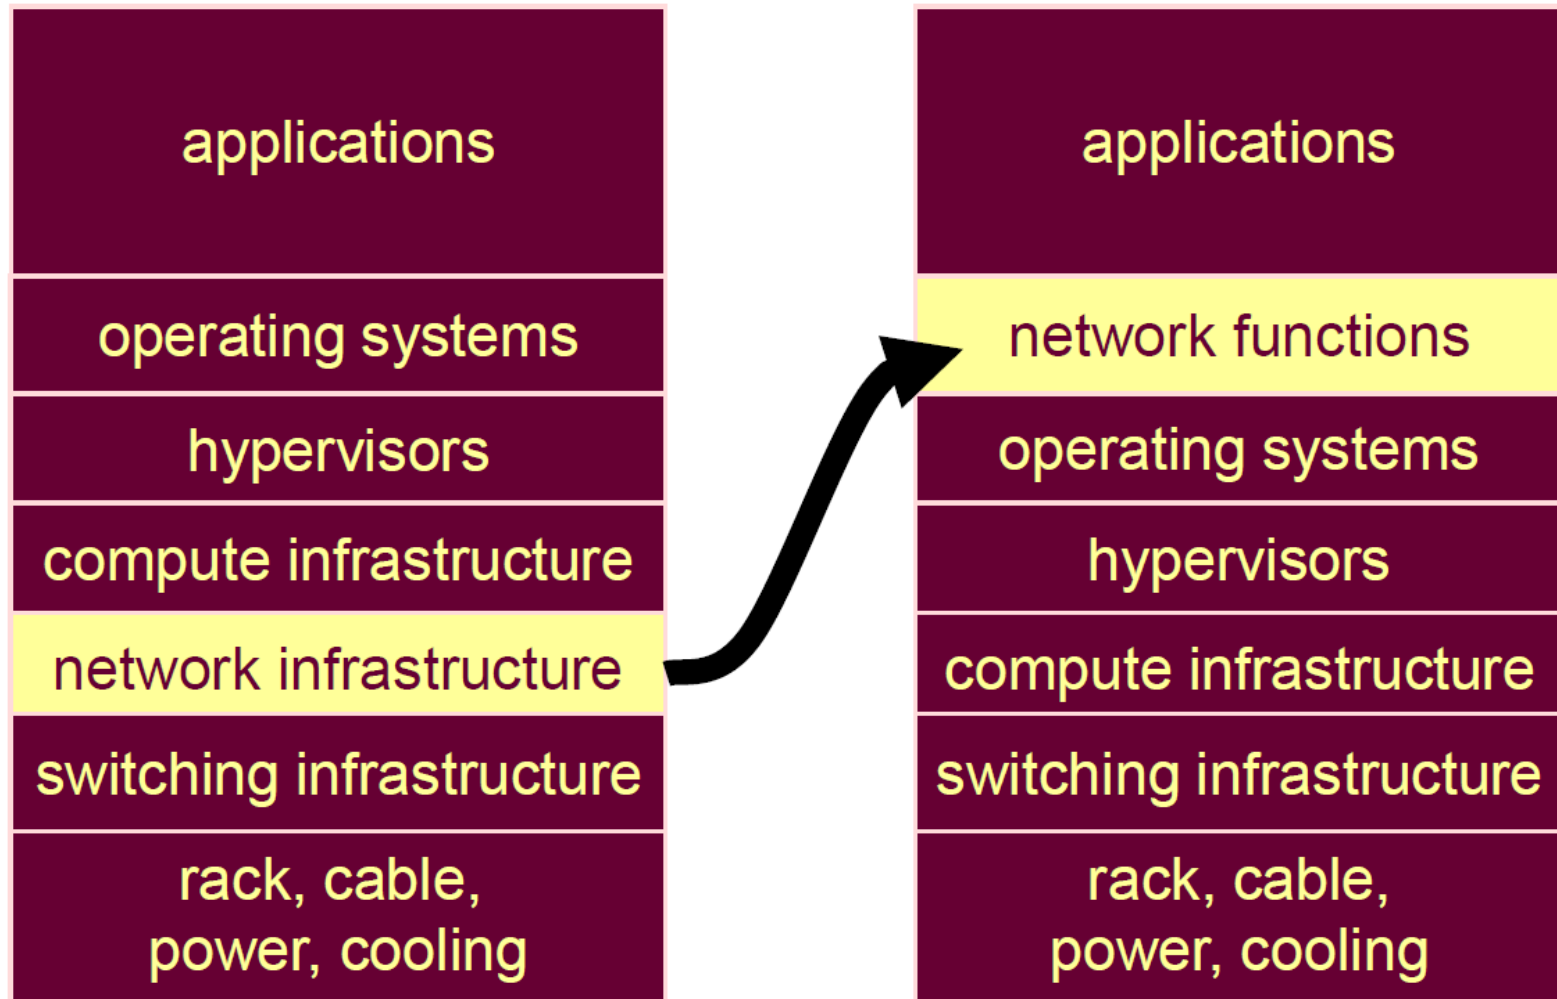 applications
operating systems
hypervisors
compute infrastructure
network infrastructure
switching infrastructure
rack, cable,
power, cooling
applications
network functions
operating systems
hypervisors
compute infrastructure
switching infrastructure
rack, cable,
power, cooling